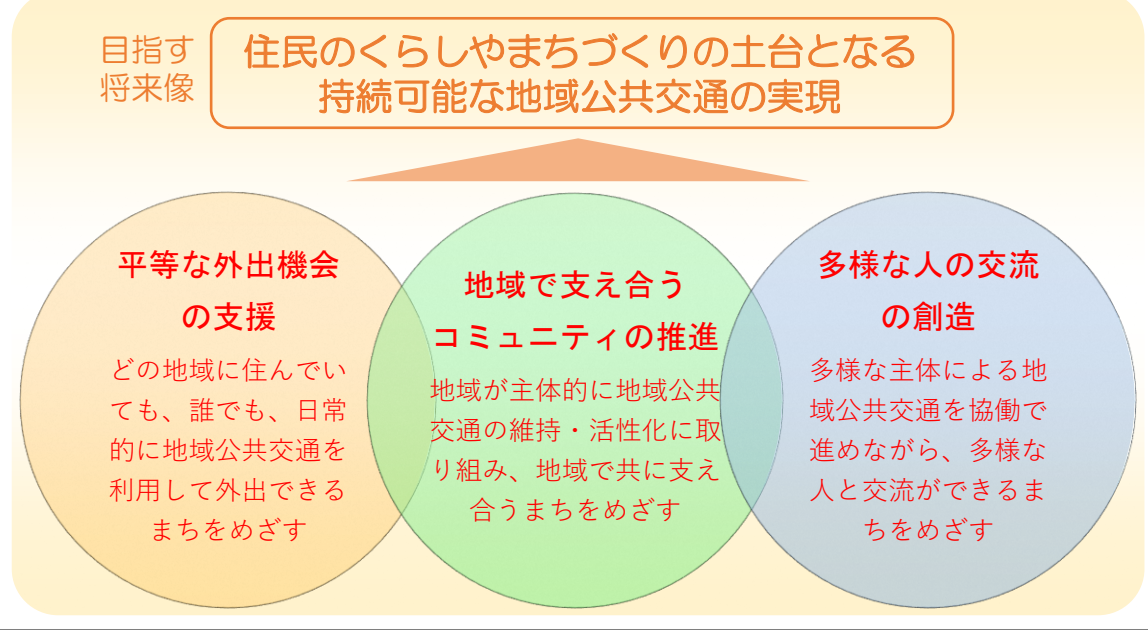 目指す
将来像
住民のくらしやまちづくりの土台となる
持続可能な地域公共交通の実現
平等な外出機会
の支援
どの地域に住んでい
ても、誰でも、日常
的に地域公共交通を
利用して外出できる
まちをめざす
地域で支え合う
コミュニティの推進
地域が主体的に地域公共
交通の維持・活性化に取
り組み、地域で共に支え
合うまちをめざす
多様な人の交流
の創造
多様な主体による地
域公共交通を協働で
進めながら、多様な
人と交流ができるま
ちをめざす